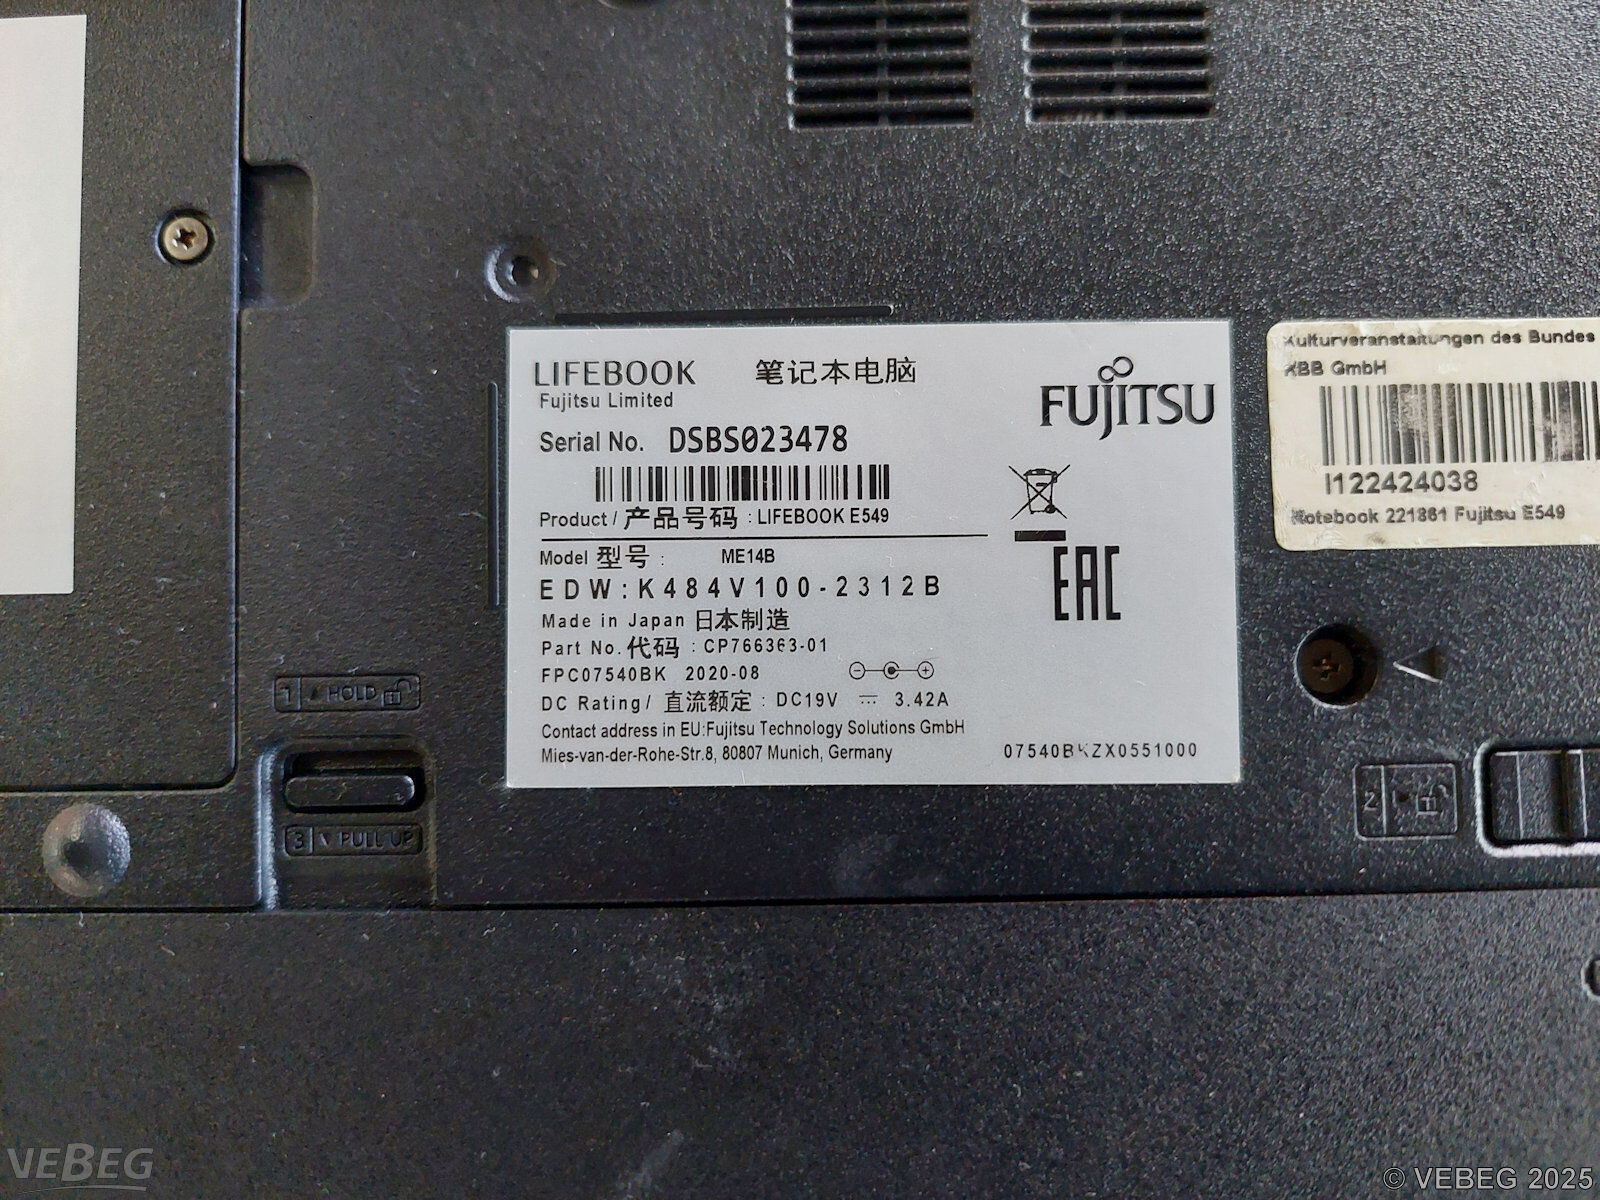 LIFEBOOK 笔记本电脑
Fujitsu Limited
FUJITSU
Serial No. DSBS023478
Product / 产品号码 : LIFEBOOK E549
Model 型号 : ME14B
EDW:K484V100-2312B
EAC
Made in Japan 日本制造
Part No. 代码 : CP766363-01
FPC07540BK 2020-08
DC Rating / 直流额定 : DC19V ⎓ 3.42A
Contact address in EU:Fujitsu Technology Solutions GmbH
Mies-van-der-Rohe-Str.8, 80807 Munich, Germany
07540BKZX0551000
Kulturveranstaltungen des Bundes
KBB GmbH
I122424038
Notebook 221861 Fujitsu E549
1 HOLD
3 PULL UP
2
VEBEG
© VEBEG 2025